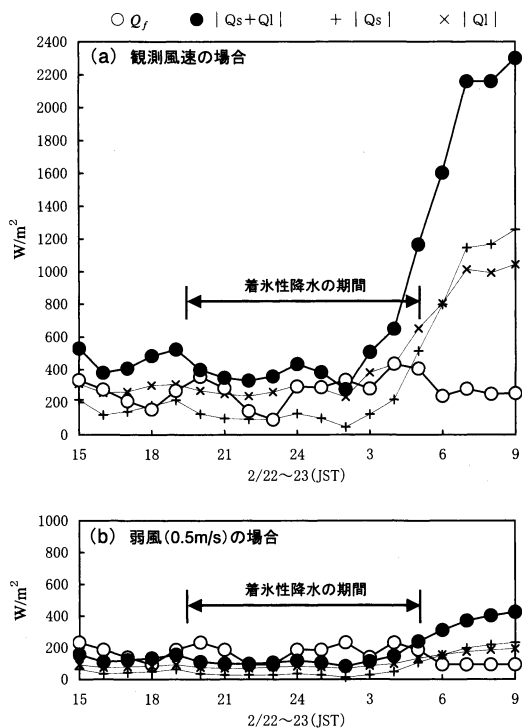 ○ Qf ● | Qs＋Ql | ＋ | Qs | × | Ql |
(a) 観測風速の場合
2400
2200
2000
1800
1600
1400
1200
1000
800
600
400
200
0
W/m²
着氷性降水の期間
15 18 21 24 3 6 9
2/22〜23(JST)
(b) 弱風(0.5m/s)の場合
1000
800
600
400
200
0
W/m²
着氷性降水の期間
15 18 21 24 3 6 9
2/22〜23(JST)